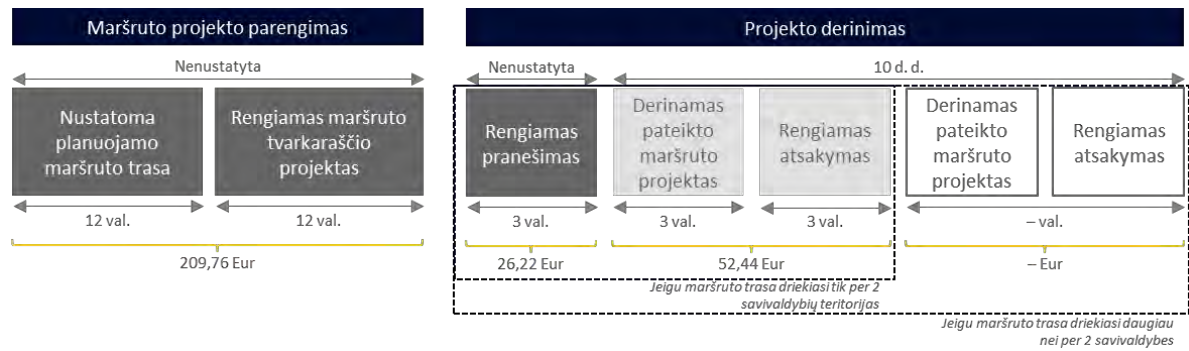 Maršruto projekto parengimas
Projekto derinimas
Nenustatyta
Nenustatyta
10 d. d.
Nustatoma
planuojamo
maršruto trasa
Rengiamas maršruto
tvarkaraščio
projektas
Rengiamas
pranešimas
Derinamas
pateikto
maršruto
projektas
Rengiamas
atsakymas
Derinamas
pateikto
maršruto
projektas
Rengiamas
atsakymas
12 val.
12 val.
3 val.
3 val.
3 val.
– val.
209,76 Eur
26,22 Eur
52,44 Eur
– Eur
Jeigu maršruto trasa driekiasi tik per 2
savivaldybių teritorijas
Jeigu maršruto trasa driekiasi daugiau
nei per 2 savivaldybes